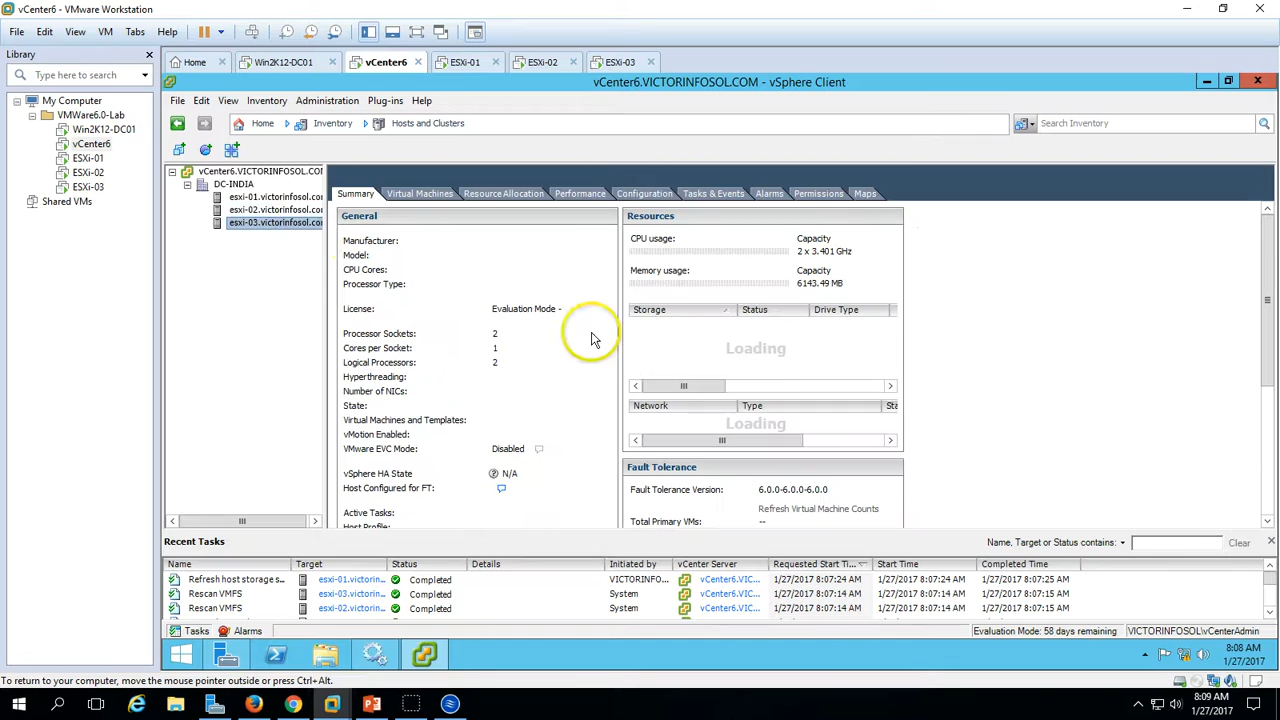 vCenter6 - VMware Workstation
File Edit View VM Tabs Help
Library
Type here to search
My Computer
VMWare6.0-Lab
Win2K12-DC01
vCenter6
ESXi-01
ESXi-02
ESXi-03
Shared VMs
Home Win2K12-DC01 vCenter6 ESXi-01 ESXi-02 ESXi-03
vCenter6.VICTORINFOSOL.COM - vSphere Client
File Edit View Inventory Administration Plug-ins Help
Home Inventory Hosts and Clusters
Search Inventory
vCenter6.VICTORINFOSOL.COM
DC-INDIA
esxi-01.victorinfosol.co
esxi-02.victorinfosol.co
esxi-03.victorinfosol.co
Summary Virtual Machines Resource Allocation Performance Configuration Tasks & Events Alarms Permissions Maps
General
Manufacturer:
Model:
CPU Cores:
Processor Type:
License: Evaluation Mode -
Processor Sockets: 2
Cores per Socket: 1
Logical Processors: 2
Hyperthreading:
Number of NICs:
State:
Virtual Machines and Templates:
vMotion Enabled:
VMware EVC Mode: Disabled
vSphere HA State N/A
Host Configured for FT:
Active Tasks:
Host Profile:
Resources
CPU usage: Capacity
2 x 3.401 GHz
Memory usage: Capacity
6143.49 MB
Storage Status Drive Type
Loading
Network Type Sta
Loading
Fault Tolerance
Fault Tolerance Version: 6.0.0-6.0.0-6.0.0
Refresh Virtual Machine Counts
Total Primary VMs: --
Recent Tasks
Name, Target or Status contains: Clear
Name Target Status Details Initiated by vCenter Server Requested Start Ti... Start Time Completed Time
Refresh host storage s... esxi-01.victorin... Completed VICTORINFO... vCenter6.VIC... 1/27/2017 8:07:24 AM 1/27/2017 8:07:24 AM 1/27/2017 8:07:25 AM
Rescan VMFS esxi-03.victorin... Completed System vCenter6.VIC... 1/27/2017 8:07:14 AM 1/27/2017 8:07:14 AM 1/27/2017 8:07:15 AM
Rescan VMFS esxi-02.victorin... Completed System vCenter6.VIC... 1/27/2017 8:07:14 AM 1/27/2017 8:07:14 AM 1/27/2017 8:07:15 AM
Tasks Alarms
Evaluation Mode: 58 days remaining VICTORINFOSOL\vCenterAdmin
8:08 AM
1/27/2017
To return to your computer, move the mouse pointer outside or press Ctrl+Alt.
8:09 AM
1/27/2017